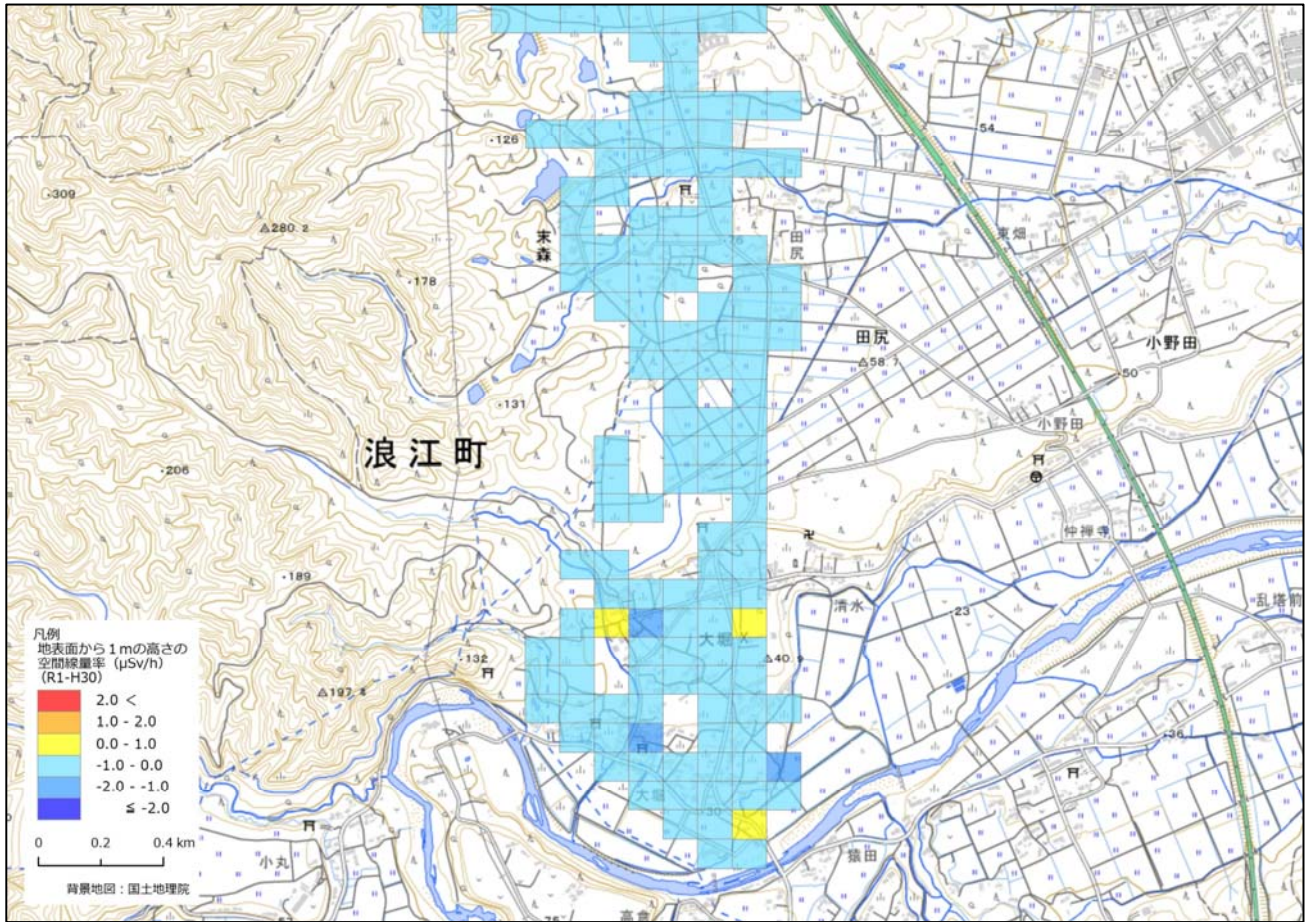 54
126
309
280.2
末森
田尻
東畑
178
田尻
58.7
小野田
50
131
小野田
浪江町
206
仲禅寺
189
清水
23
乱塔前
大堀
132
40.9
197.4
36
大堀
30
猿田
小丸
高倉
凡例
地表面から1mの高さの
空間線量率(μSv/h)
(R1-H30)
2.0 <
1.0 - 2.0
0.0 - 1.0
-1.0 - 0.0
-2.0 - -1.0
≦ -2.0
0 0.2 0.4 km
背景地図：国土地理院